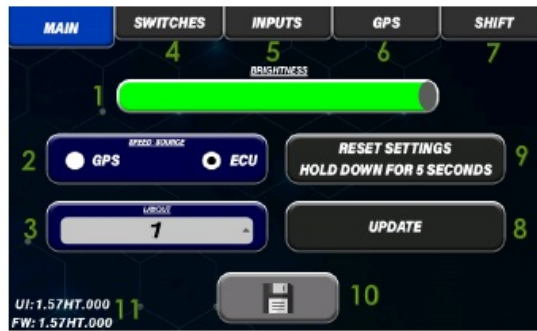 MAIN SWITCHES INPUTS GPS SHIFT
4 5 6 7
BRIGHTNESS
1
SPEED SOURCE
2 GPS ECU
RESET SETTINGS
HOLD DOWN FOR 5 SECONDS 9
LAYOUT
3 1
UPDATE 8
10
UI:1.57HT.000 11
FW: 1.57HT.000